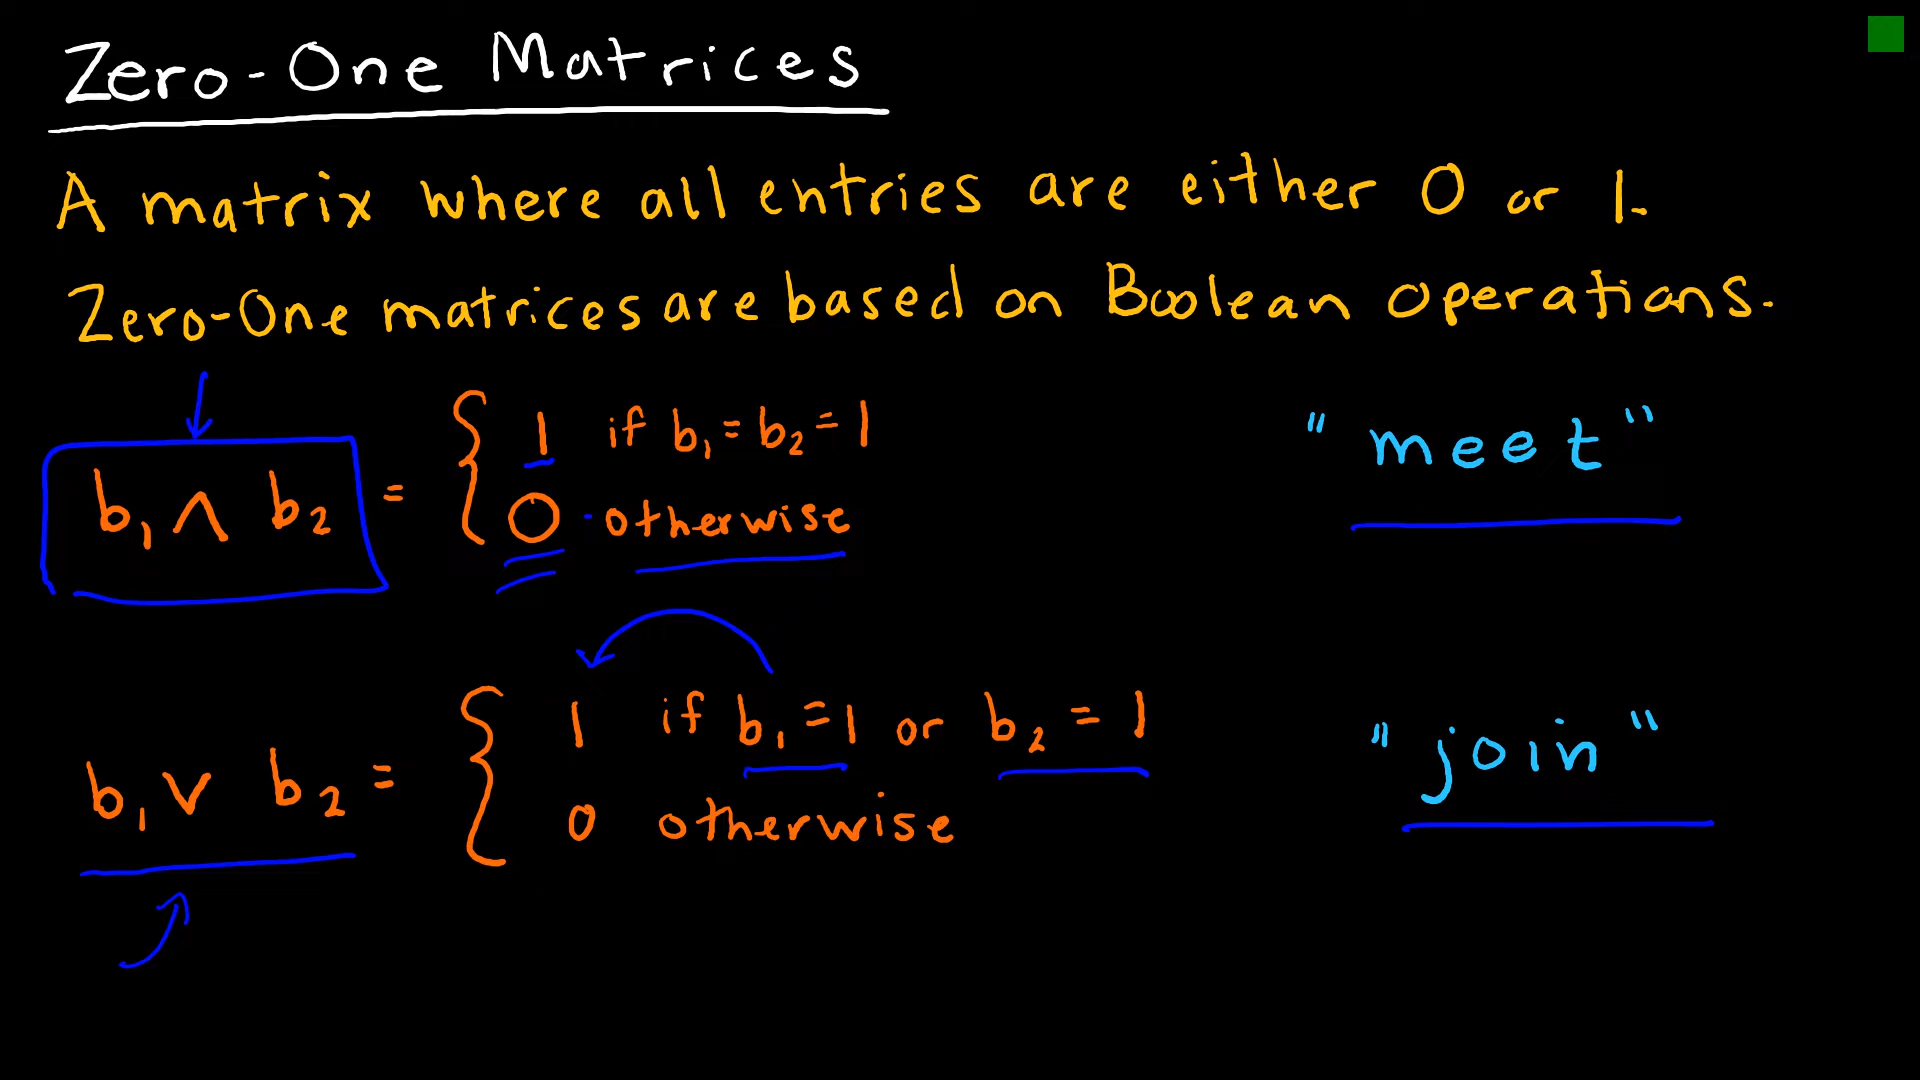 Zero-One Matrices
A matrix where all entries are either 0 or 1.
Zero-One matrices are based on Boolean operations.
b₁ ∧ b₂ = { 1 if b₁ = b₂ = 1 "meet"
0 otherwise
b₁ ∨ b₂ = { 1 if b₁ = 1 or b₂ = 1 "join"
0 otherwise